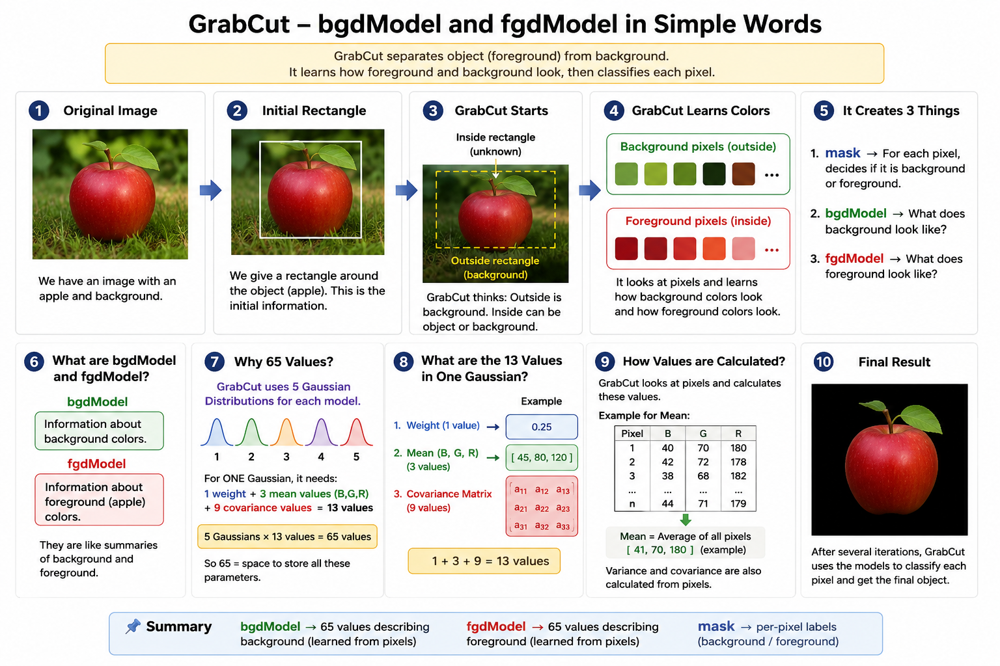 GrabCut – bgdModel and fgdModel in Simple Words
GrabCut separates object (foreground) from background.
It learns how foreground and background look, then classifies each pixel.
1 Original Image
We have an image with an
apple and background.
2 Initial Rectangle
We give a rectangle around
the object (apple). This is the
initial information.
3 GrabCut Starts
Inside rectangle
(unknown)
Outside rectangle
(background)
GrabCut thinks: Outside is
background. Inside can be
object or background.
4 GrabCut Learns Colors
Background pixels (outside)
...
Foreground pixels (inside)
...
It looks at pixels and learns
how background colors look
and how foreground colors look.
5 It Creates 3 Things
1. mask → For each pixel,
decides if it is background
or foreground.
2. bgdModel → What does
background look like?
3. fgdModel → What does
foreground look like?
6 What are bgdModel
and fgdModel?
bgdModel
Information about
background colors.
fgdModel
Information about
foreground (apple)
colors.
They are like summaries
of background and
foreground.
7 Why 65 Values?
GrabCut uses 5 Gaussian
Distributions for each model.
1 2 3 4 5
For ONE Gaussian, it needs:
1 weight + 3 mean values (B,G,R)
+ 9 covariance values = 13 values
5 Gaussians × 13 values = 65 values
So 65 = space to store all these
parameters.
8 What are the 13 Values
in One Gaussian?
Example
1. Weight (1 value) → 0.25
2. Mean (B, G, R) → [ 45, 80, 120 ]
(3 values)
3. Covariance Matrix
(9 values)
a11 a12 a13
a21 a22 a23
a31 a32 a33
1 + 3 + 9 = 13 values
9 How Values are Calculated?
GrabCut looks at pixels and calculates
these values.
Example for Mean:
Pixel B G R
1 40 70 180
2 42 72 178
3 38 68 182
... ... ... ...
n 44 71 179
Mean = Average of all pixels
[ 41, 70, 180 ] (example)
Variance and covariance are also
calculated from pixels.
10 Final Result
After several iterations, GrabCut
uses the models to classify each
pixel and get the final object.
Summary
bgdModel → 65 values describing
background (learned from pixels)
fgdModel → 65 values describing
foreground (learned from pixels)
mask → per-pixel labels
(background / foreground)